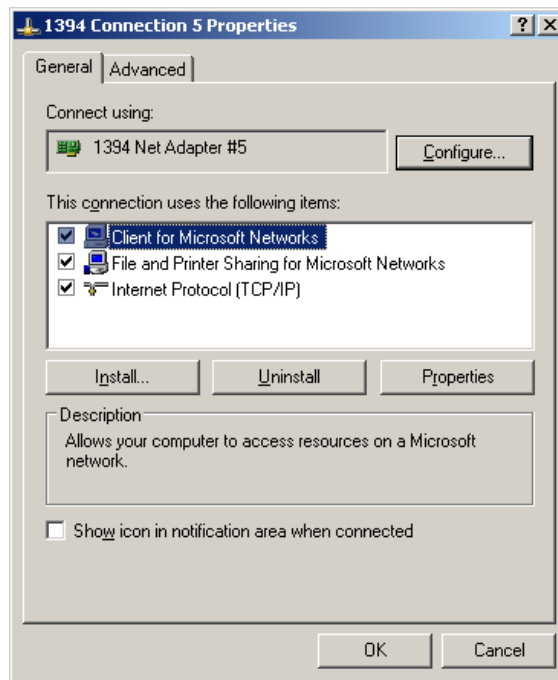 1394 Connection 5 Properties
General
Advanced
Connect using:
1394 Net Adapter #5
Configure...
This connection uses the following items:
Client for Microsoft Networks
File and Printer Sharing for Microsoft Networks
Internet Protocol (TCP/IP)
Install...
Uninstall
Properties
Description
Allows your computer to access resources on a Microsoft
network.
Show icon in notification area when connected
OK
Cancel